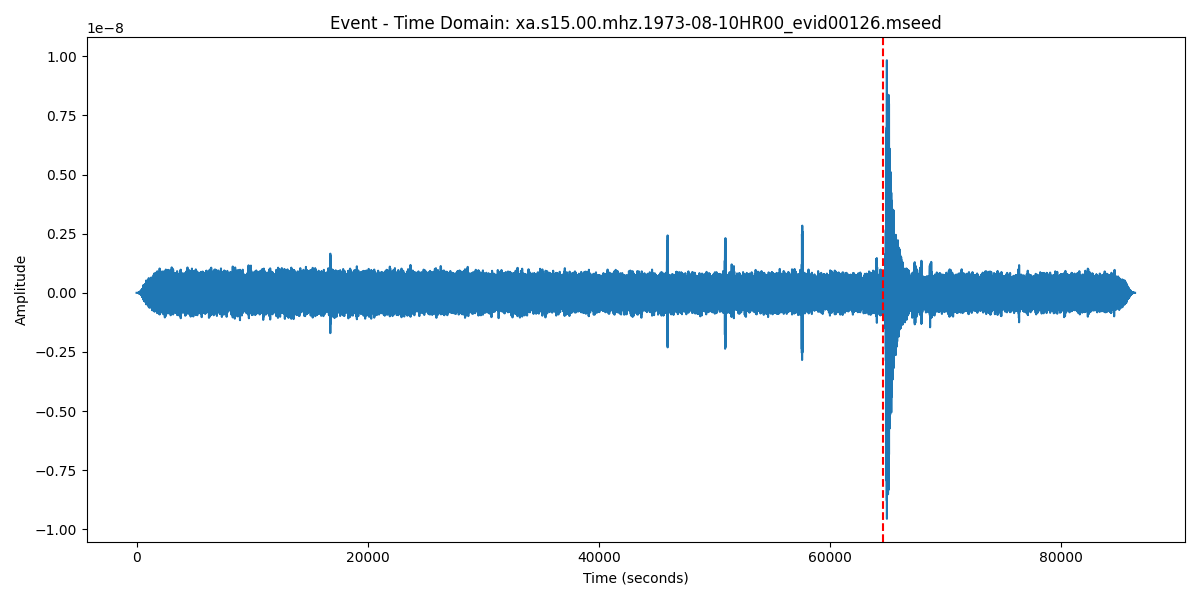 Event - Time Domain: xa.s15.00.mhz.1973-08-10HR00_evid00126.mseed
1e−8
1.00
0.75
0.50
0.25
0.00
−0.25
−0.50
−0.75
−1.00
Amplitude
0 20000 40000 60000 80000
Time (seconds)